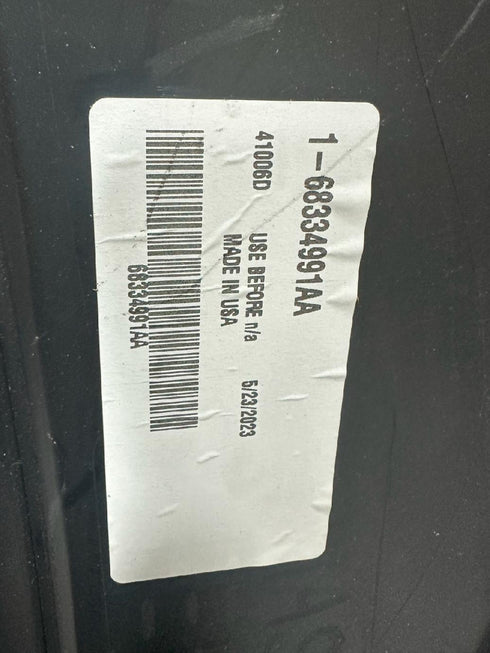 1-68334991AA
41006D USE BEFORE n/a 5/23/2023
MADE IN USA
68334991AA